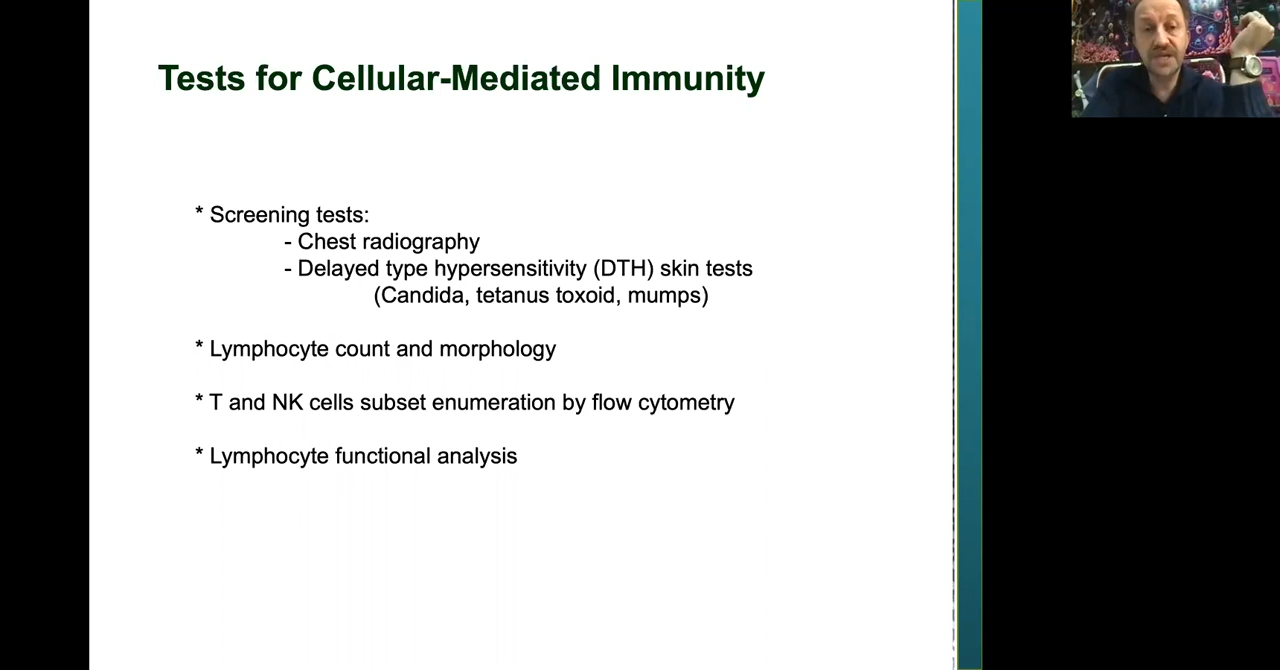 Tests for Cellular-Mediated Immunity
* Screening tests:
- Chest radiography
- Delayed type hypersensitivity (DTH) skin tests
(Candida, tetanus toxoid, mumps)
* Lymphocyte count and morphology
* T and NK cells subset enumeration by flow cytometry
* Lymphocyte functional analysis